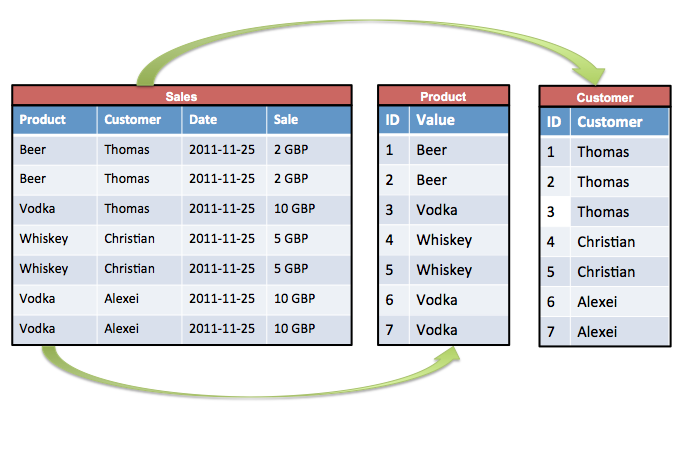 Sales
Product Customer Date Sale
Beer Thomas 2011-11-25 2 GBP
Beer Thomas 2011-11-25 2 GBP
Vodka Thomas 2011-11-25 10 GBP
Whiskey Christian 2011-11-25 5 GBP
Whiskey Christian 2011-11-25 5 GBP
Vodka Alexei 2011-11-25 10 GBP
Vodka Alexei 2011-11-25 10 GBP
Product
ID Value
1 Beer
2 Beer
3 Vodka
4 Whiskey
5 Whiskey
6 Vodka
7 Vodka
Customer
ID Customer
1 Thomas
2 Thomas
3 Thomas
4 Christian
5 Christian
6 Alexei
7 Alexei